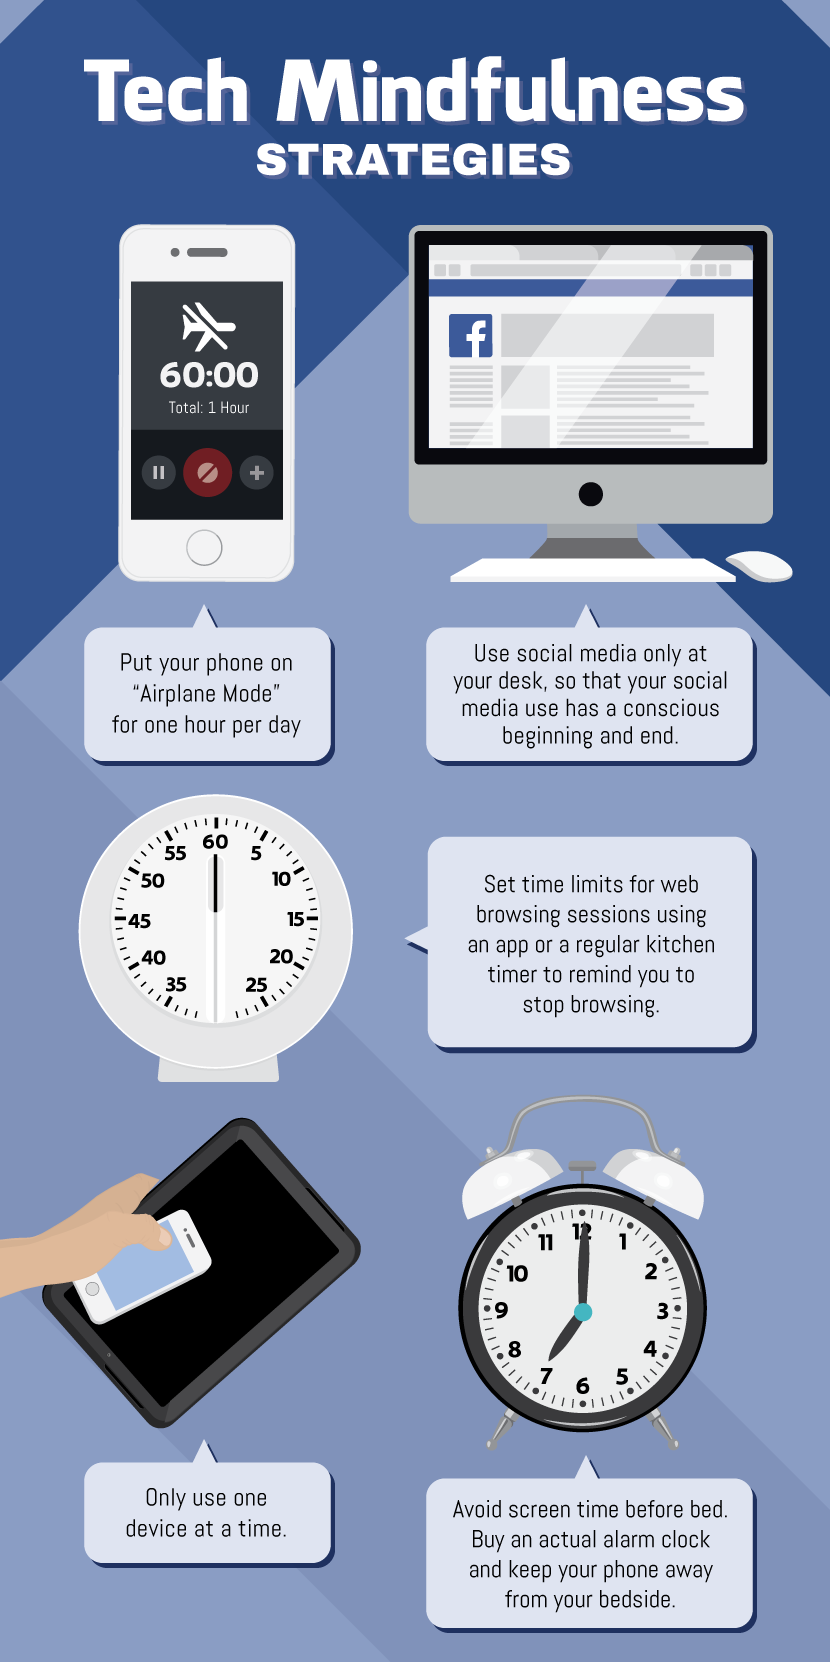 Tech Mindfulness
STRATEGIES
60:00
Total: 1 Hour
f
Put your phone on
“Airplane Mode”
for one hour per day
Use social media only at
your desk, so that your social
media use has a conscious
beginning and end.
60
55
5
50
10
45
15
40
20
35
25
Set time limits for web
browsing sessions using
an app or a regular kitchen
timer to remind you to
stop browsing.
12
11
1
10
2
9
3
8
4
7
5
6
Only use one
device at a time.
Avoid screen time before bed.
Buy an actual alarm clock
and keep your phone away
from your bedside.